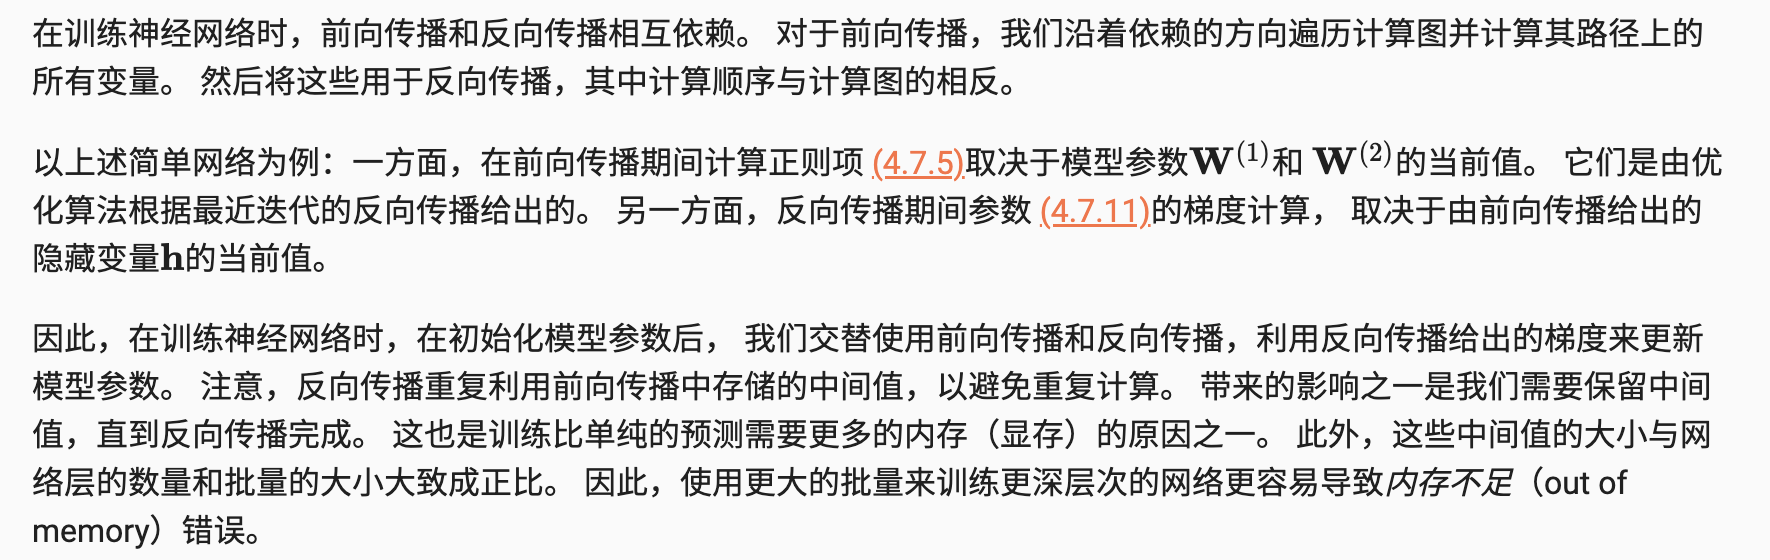 在训练神经网络时，前向传播和反向传播相互依赖。 对于前向传播，我们沿着依赖的方向遍历计算图并计算其路径上的
所有变量。 然后将这些用于反向传播，其中计算顺序与计算图的相反。
以上述简单网络为例：一方面，在前向传播期间计算正则项 (4.7.5)取决于模型参数W⁽¹⁾和 W⁽²⁾的当前值。 它们是由优
化算法根据最近迭代的反向传播给出的。 另一方面，反向传播期间参数 (4.7.11)的梯度计算， 取决于由前向传播给出的
隐藏变量h的当前值。
因此，在训练神经网络时，在初始化模型参数后， 我们交替使用前向传播和反向传播，利用反向传播给出的梯度来更新
模型参数。 注意，反向传播重复利用前向传播中存储的中间值，以避免重复计算。 带来的影响之一是我们需要保留中间
值，直到反向传播完成。 这也是训练比单纯的预测需要更多的内存（显存）的原因之一。 此外，这些中间值的大小与网
络层的数量和批量的大小大致成正比。 因此，使用更大的批量来训练更深层次的网络更容易导致内存不足（out of
memory）错误。